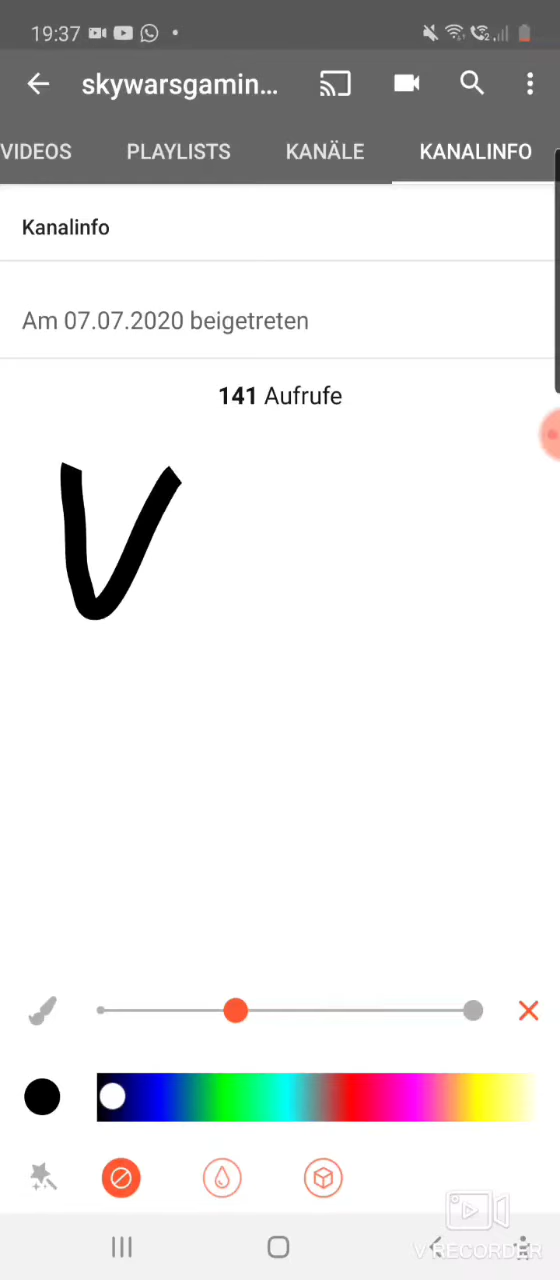 19:37
skywarsgamin...
VIDEOS PLAYLISTS KANÄLE KANALINFO
Kanalinfo
Am 07.07.2020 beigetreten
141 Aufrufe
V
V RECORDER